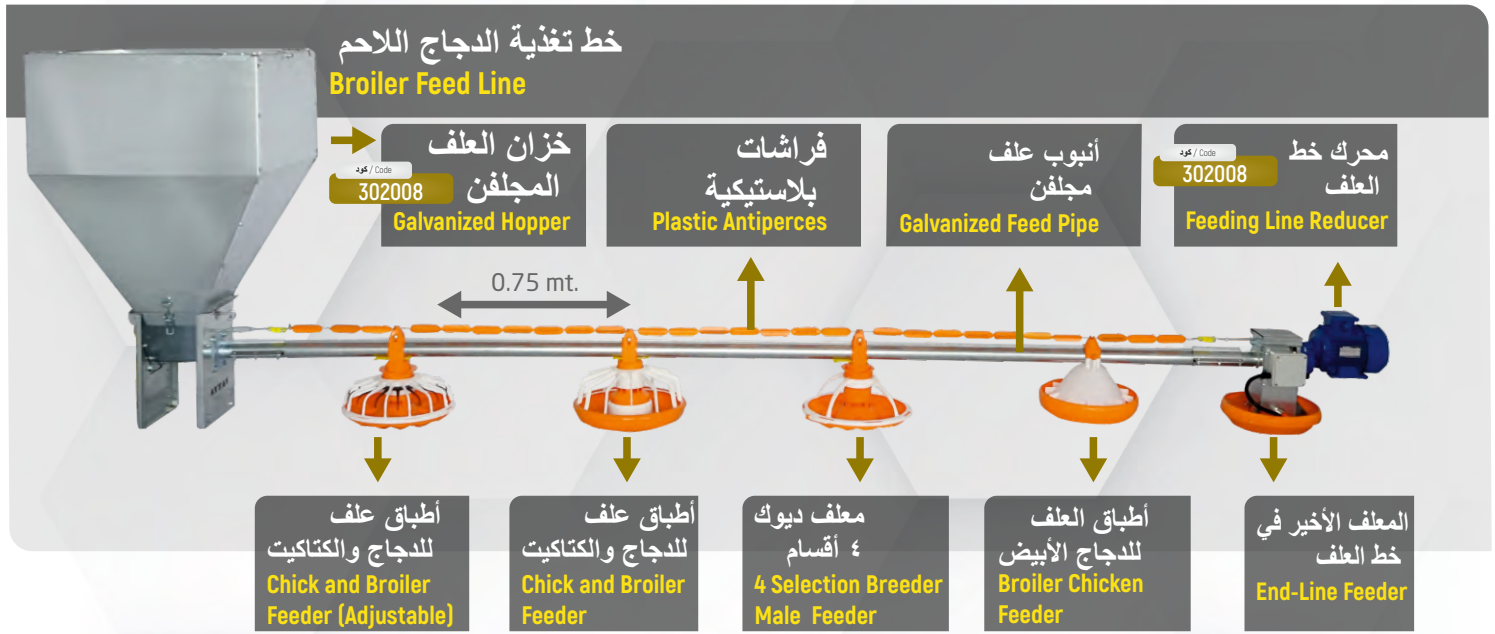 خط تغذية الدجاج اللاحم
Broiler Feed Line
خزان العلف
كود / Code
302008
المجلفن
Galvanized Hopper
فراشات
بلاستيكية
Plastic Antiperces
أنبوب علف
مجلفن
Galvanized Feed Pipe
محرك خط
كود / Code
302008
العلف
Feeding Line Reducer
0.75 mt.
أطباق علف
للدجاج والكتاكيت
Chick and Broiler
Feeder (Adjustable)
أطباق علف
للدجاج والكتاكيت
Chick and Broiler
Feeder
معلف ديوك
٤ أقسام
4 Selection Breeder
Male Feeder
أطباق العلف
للدجاج الأبيض
Broiler Chicken
Feeder
المعلف الأخير في
خط العلف
End-Line Feeder